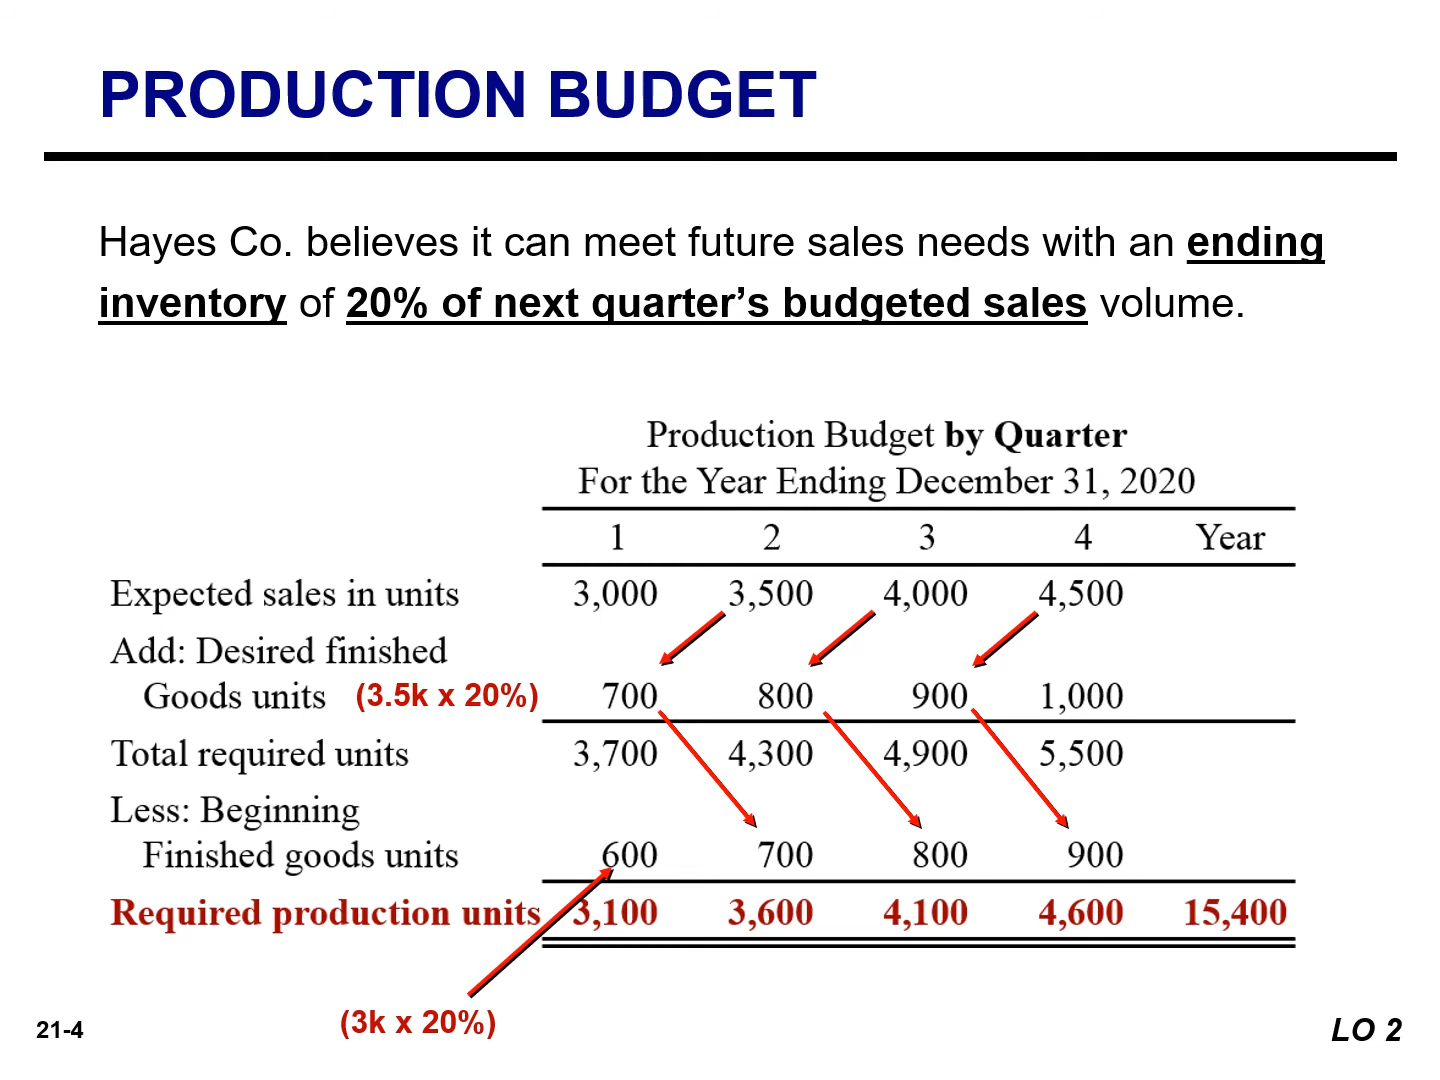 PRODUCTION BUDGET
Hayes Co. believes it can meet future sales needs with an ending
inventory of 20% of next quarter’s budgeted sales volume.
Production Budget by Quarter
For the Year Ending December 31, 2020
1 2 3 4 Year
Expected sales in units 3,000 3,500 4,000 4,500
Add: Desired finished
Goods units (3.5k x 20%) 700 800 900 1,000
Total required units 3,700 4,300 4,900 5,500
Less: Beginning
Finished goods units 600 700 800 900
Required production units 3,100 3,600 4,100 4,600 15,400
(3k x 20%)
21-4
LO 2